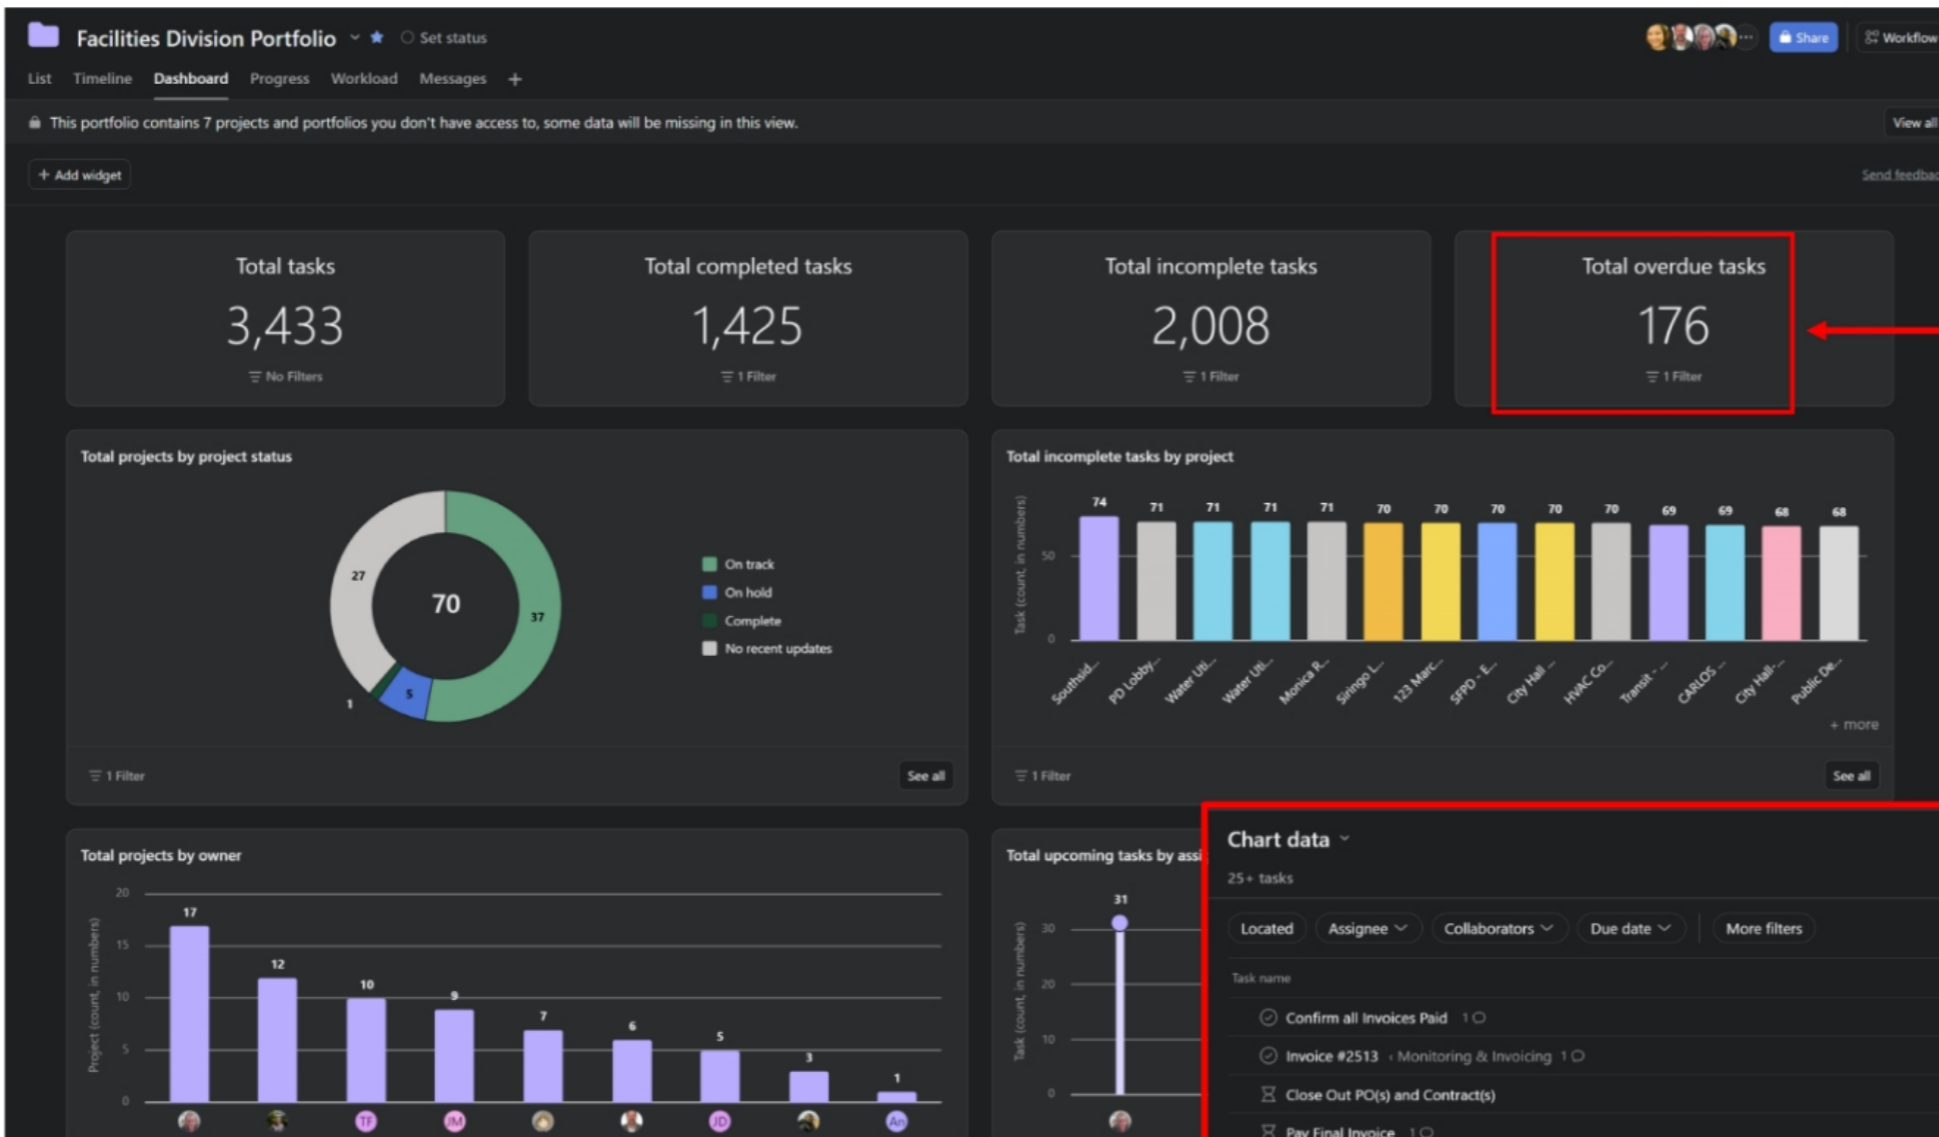 Facilities Division Portfolio
Set status
Share
Workflow
List Timeline Dashboard Progress Workload Messages +
This portfolio contains 7 projects and portfolios you don't have access to, some data will be missing in this view.
View all
+ Add widget
Send feedbac
Total tasks
3,433
No Filters
Total completed tasks
1,425
1 Filter
Total incomplete tasks
2,008
1 Filter
Total overdue tasks
176
1 Filter
Total projects by project status
27
70
37
5
1
On track
On hold
Complete
No recent updates
1 Filter
See all
Total incomplete tasks by project
Task (count, in numbers)
50
0
74 71 71 71 71 70 70 70 70 70 69 69 68 68
Southsid... PD Lobby... Water Uti... Water Uti... Monica R... Siringo L... 123 Marc... SFPD - E... City Hall ... HVAC Co... Transit - ... CARLOS ... City Hall-... Public De...
+ more
1 Filter
See all
Total projects by owner
Project (count, in numbers)
20
15
10
5
0
17 12 10 9 7 6 5 3 1
TF JM JD An
Total upcoming tasks by assi
Task (count, in numbers)
30
20
10
0
31
Chart data
25+ tasks
Located Assignee Collaborators Due date More filters
Task name
Confirm all Invoices Paid 1
Invoice #2513 ‹ Monitoring & Invoicing 1
Close Out PO(s) and Contract(s)
Pay Final Invoice 1